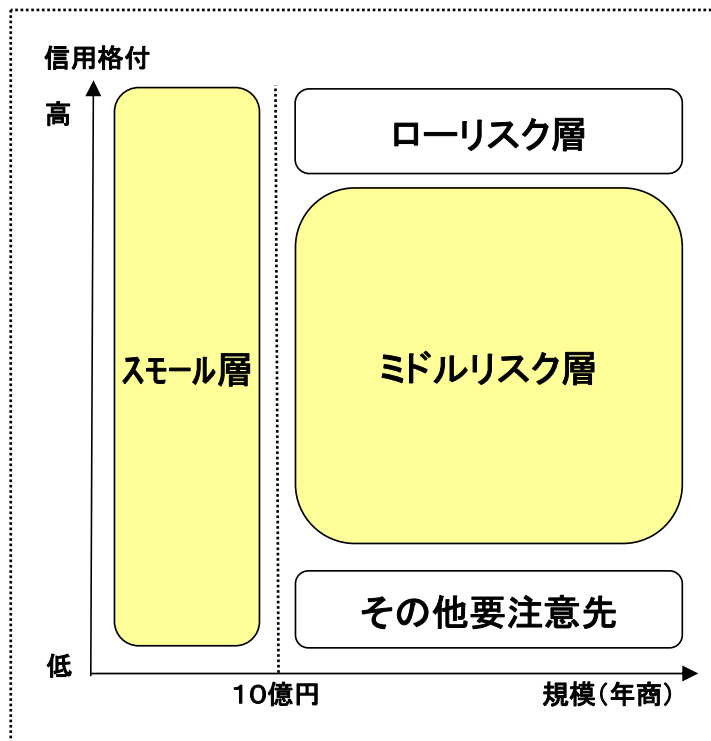 信用格付
高
ローリスク層
スモール層
ミドルリスク層
その他要注意先
低
10億円
規模(年商)